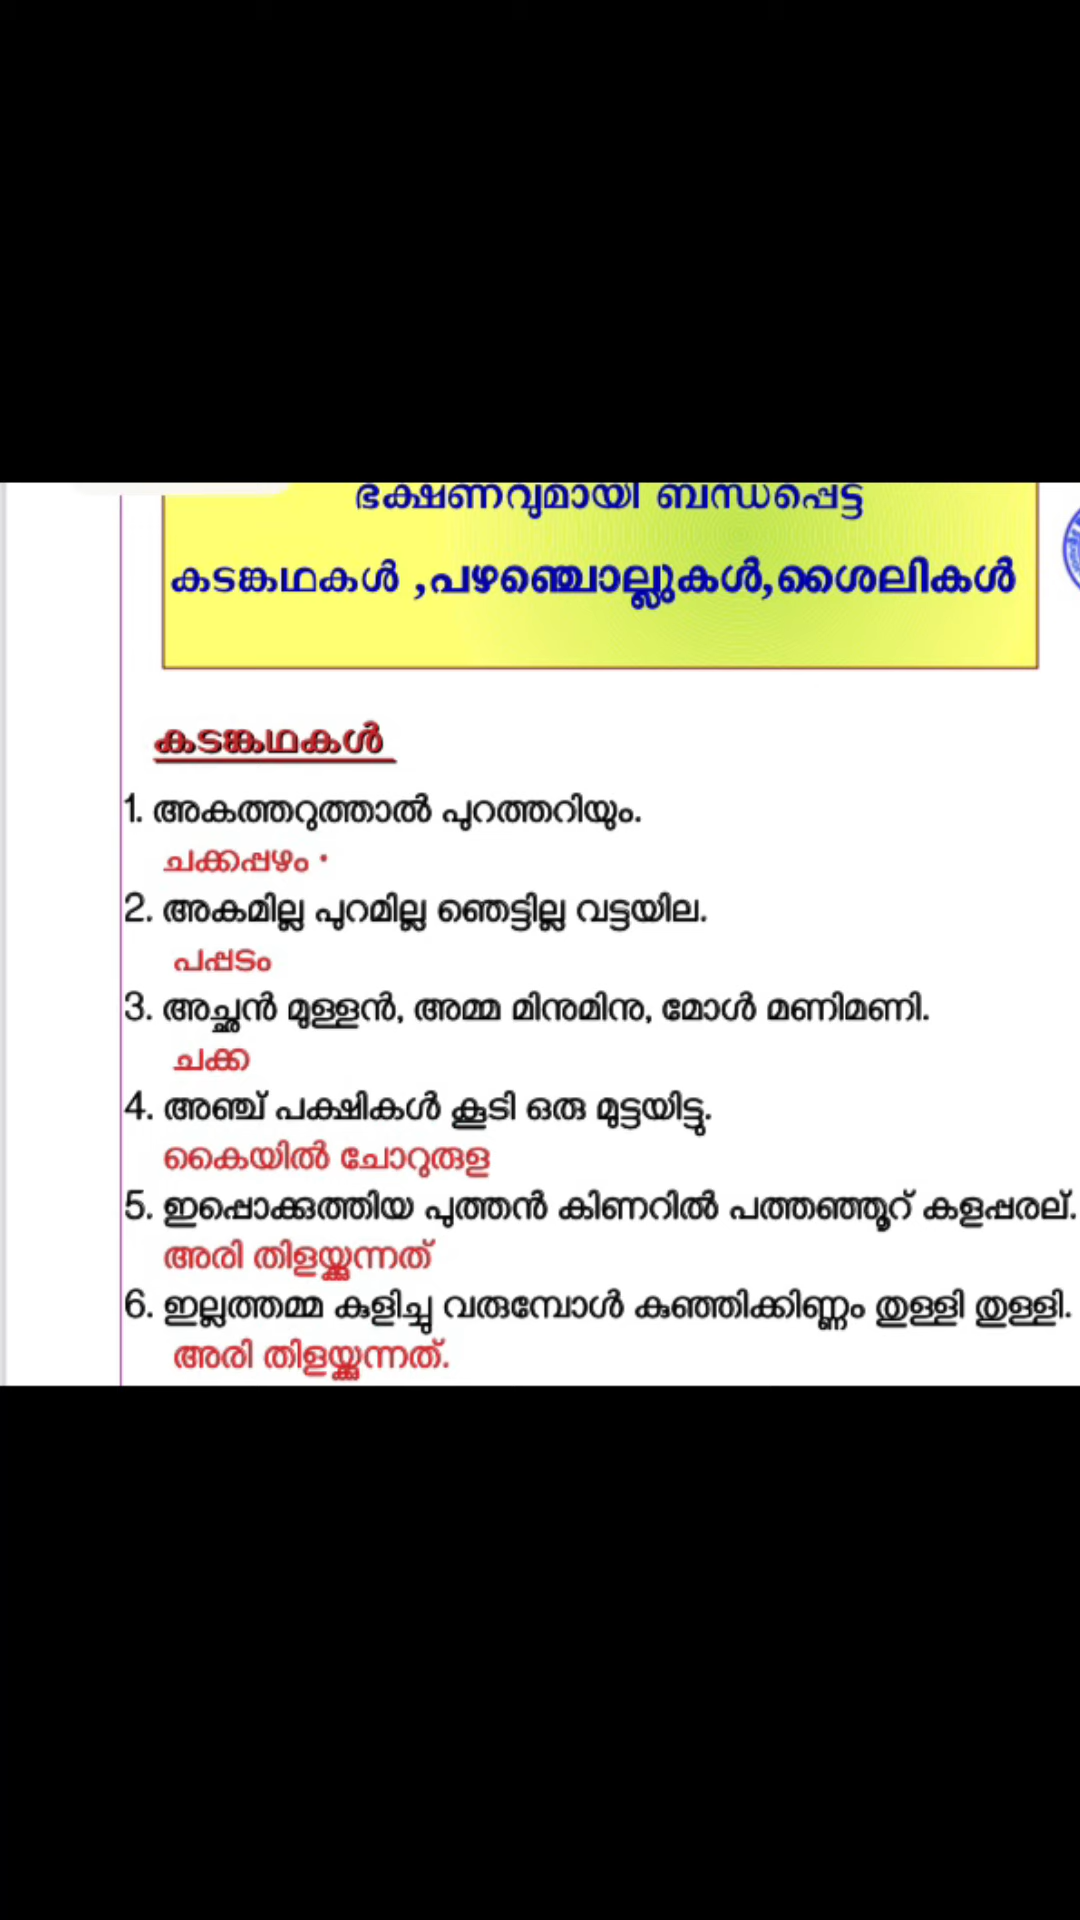 ഭക്ഷണവുമായി ബന്ധപ്പെട്ട
കടങ്കഥകൾ ,പഴഞ്ചൊല്ലുകൾ,ശൈലികൾ
കടങ്കഥകൾ
1. അകത്തറുത്താൽ പുറത്തറിയും.
ചക്കപ്പഴം ·
2. അകമില്ല പുറമില്ല ഞെട്ടില്ല വട്ടയില.
പപ്പടം
3. അച്ഛൻ മുള്ളൻ, അമ്മ മിനുമിനു, മോൾ മണിമണി.
ചക്ക
4. അഞ്ച് പക്ഷികൾ കൂടി ഒരു മുട്ടയിട്ടു.
കൈയിൽ ചോറുരുള
5. ഇപ്പൊക്കുത്തിയ പുത്തൻ കിണറിൽ പത്തഞ്ഞൂറ് കളപ്പരല്.
അരി തിളയ്ക്കുന്നത്
6. ഇല്ലത്തമ്മ കുളിച്ചു വരുമ്പോൾ കുഞ്ഞിക്കിണ്ണം തുള്ളി തുള്ളി.
അരി തിളയ്ക്കുന്നത്.